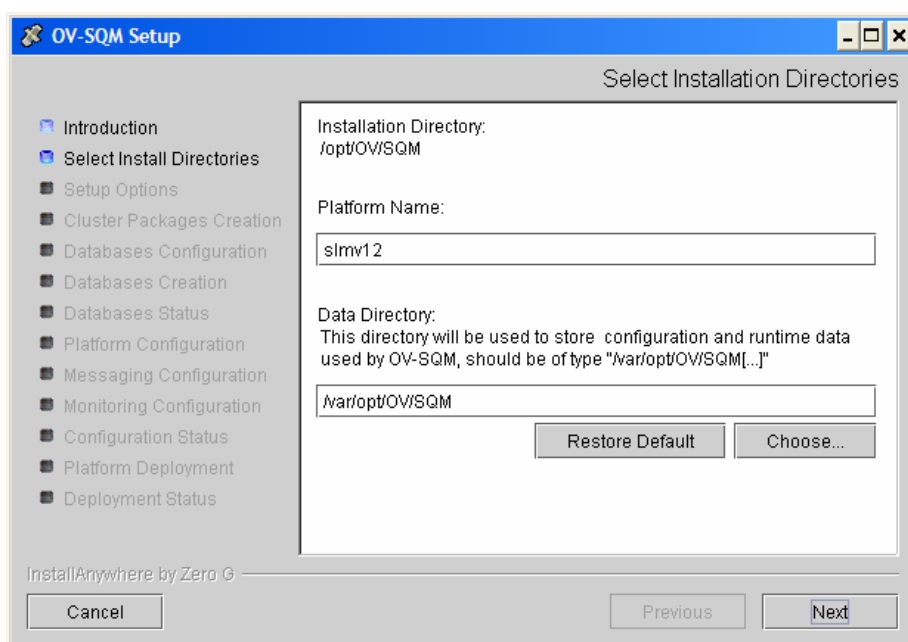 OV-SQM Setup
Select Installation Directories
Introduction
Select Install Directories
Setup Options
Cluster Packages Creation
Databases Configuration
Databases Creation
Databases Status
Platform Configuration
Messaging Configuration
Monitoring Configuration
Configuration Status
Platform Deployment
Deployment Status
Installation Directory:
/opt/OV/SQM
Platform Name:
slmv12
Data Directory:
This directory will be used to store configuration and runtime data
used by OV-SQM, should be of type "/var/opt/OV/SQM[...]"
/var/opt/OV/SQM
Restore Default
Choose...
InstallAnywhere by Zero G
Cancel
Previous
Next